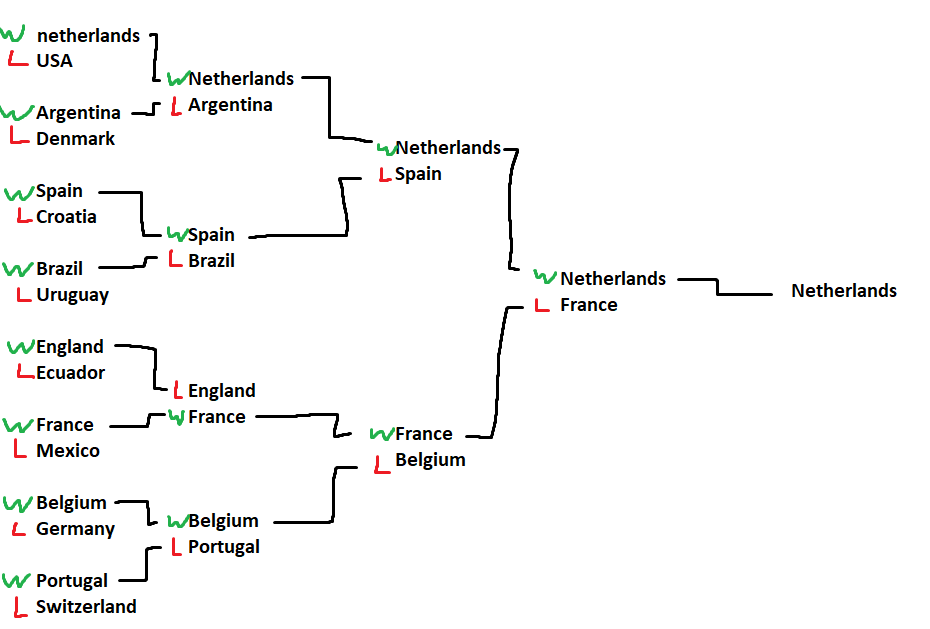 W netherlands
L USA
W Argentina
L Denmark
W Spain
L Croatia
W Brazil
L Uruguay
W England
L Ecuador
W France
L Mexico
W Belgium
L Germany
W Portugal
L Switzerland
W Netherlands
L Argentina
W Spain
L Brazil
L England
W France
W Belgium
L Portugal
W Netherlands
L Spain
W France
L Belgium
W Netherlands
L France
Netherlands